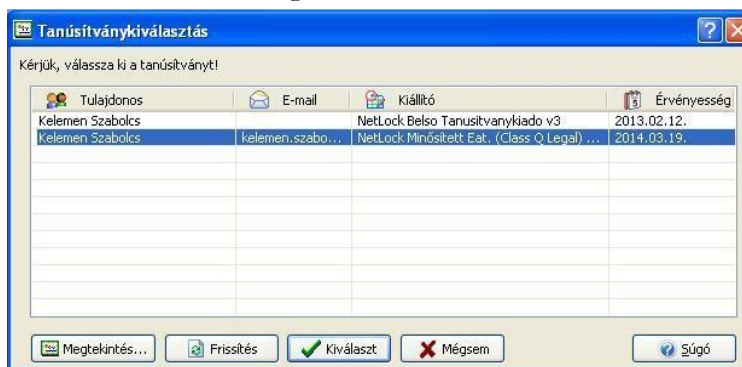 Tanúsítványkiválasztás
Kérjük, válassza ki a tanúsítványt!
Tulajdonos E-mail Kiállító Érvényesség
Kelemen Szabolcs NetLock Belso Tanusitvanykiado v3 2013.02.12.
Kelemen Szabolcs kelemen.szabo... NetLock Minősített Eat. (Class Q Legal) ... 2014.03.19.
Megtekintés... Frissítés Kiválaszt Mégsem Súgó